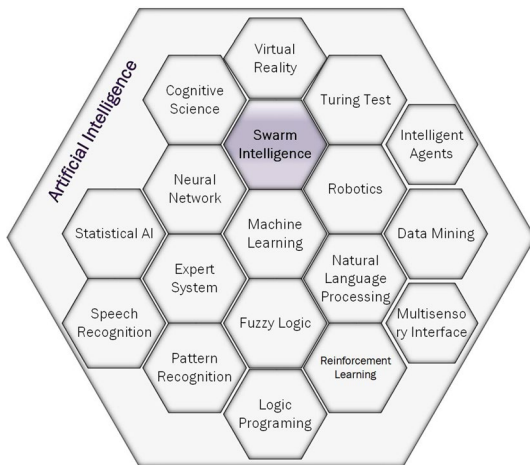 Artificial Intelligence
Virtual
Reality
Cognitive
Science
Turing Test
Swarm
Intelligence
Intelligent
Agents
Neural
Network
Robotics
Statistical AI
Machine
Learning
Data Mining
Expert
System
Natural
Language
Processing
Speech
Recognition
Fuzzy Logic
Multisenso
ry Interface
Pattern
Recognition
Reinforcement
Learning
Logic
Programing